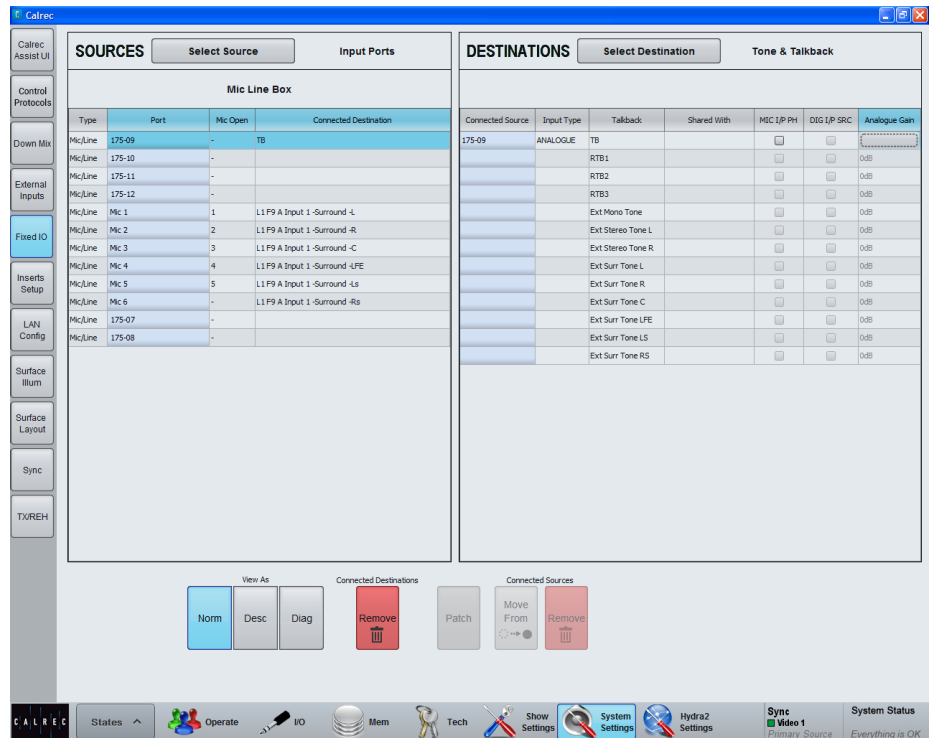 Calrec
Calrec Assist UI
Control Protocols
Down Mix
External Inputs
Fixed IO
Inserts Setup
LAN Config
Surface Illum
Surface Layout
Sync
TX/REH
SOURCES Select Source Input Ports
Mic Line Box
Type Port Mic Open Connected Destination
Mic/Line 175-09 - TB
Mic/Line 175-10 -
Mic/Line 175-11 -
Mic/Line 175-12 -
Mic/Line Mic 1 1 L1 F9 A Input 1 -Surround -L
Mic/Line Mic 2 2 L1 F9 A Input 1 -Surround -R
Mic/Line Mic 3 3 L1 F9 A Input 1 -Surround -C
Mic/Line Mic 4 4 L1 F9 A Input 1 -Surround -LFE
Mic/Line Mic 5 5 L1 F9 A Input 1 -Surround -Ls
Mic/Line Mic 6 - L1 F9 A Input 1 -Surround -Rs
Mic/Line 175-07 -
Mic/Line 175-08 -
DESTINATIONS Select Destination Tone & Talkback
Connected Source Input Type Talkback Shared With MIC I/P PH DIG I/P SRC Analogue Gain
175-09 ANALOGUE TB
RTB1 0dB
RTB2 0dB
RTB3 0dB
Ext Mono Tone 0dB
Ext Stereo Tone L 0dB
Ext Stereo Tone R 0dB
Ext Surr Tone L 0dB
Ext Surr Tone R 0dB
Ext Surr Tone C 0dB
Ext Surr Tone LFE 0dB
Ext Surr Tone LS 0dB
Ext Surr Tone RS 0dB
View As Connected Destinations Connected Sources
Norm Desc Diag Remove Patch Move From Remove
CALREC States Operate I/O Mem Tech Show Settings System Settings Hydra2 Settings
Sync
Video 1
Primary Source
System Status
Everything is OK